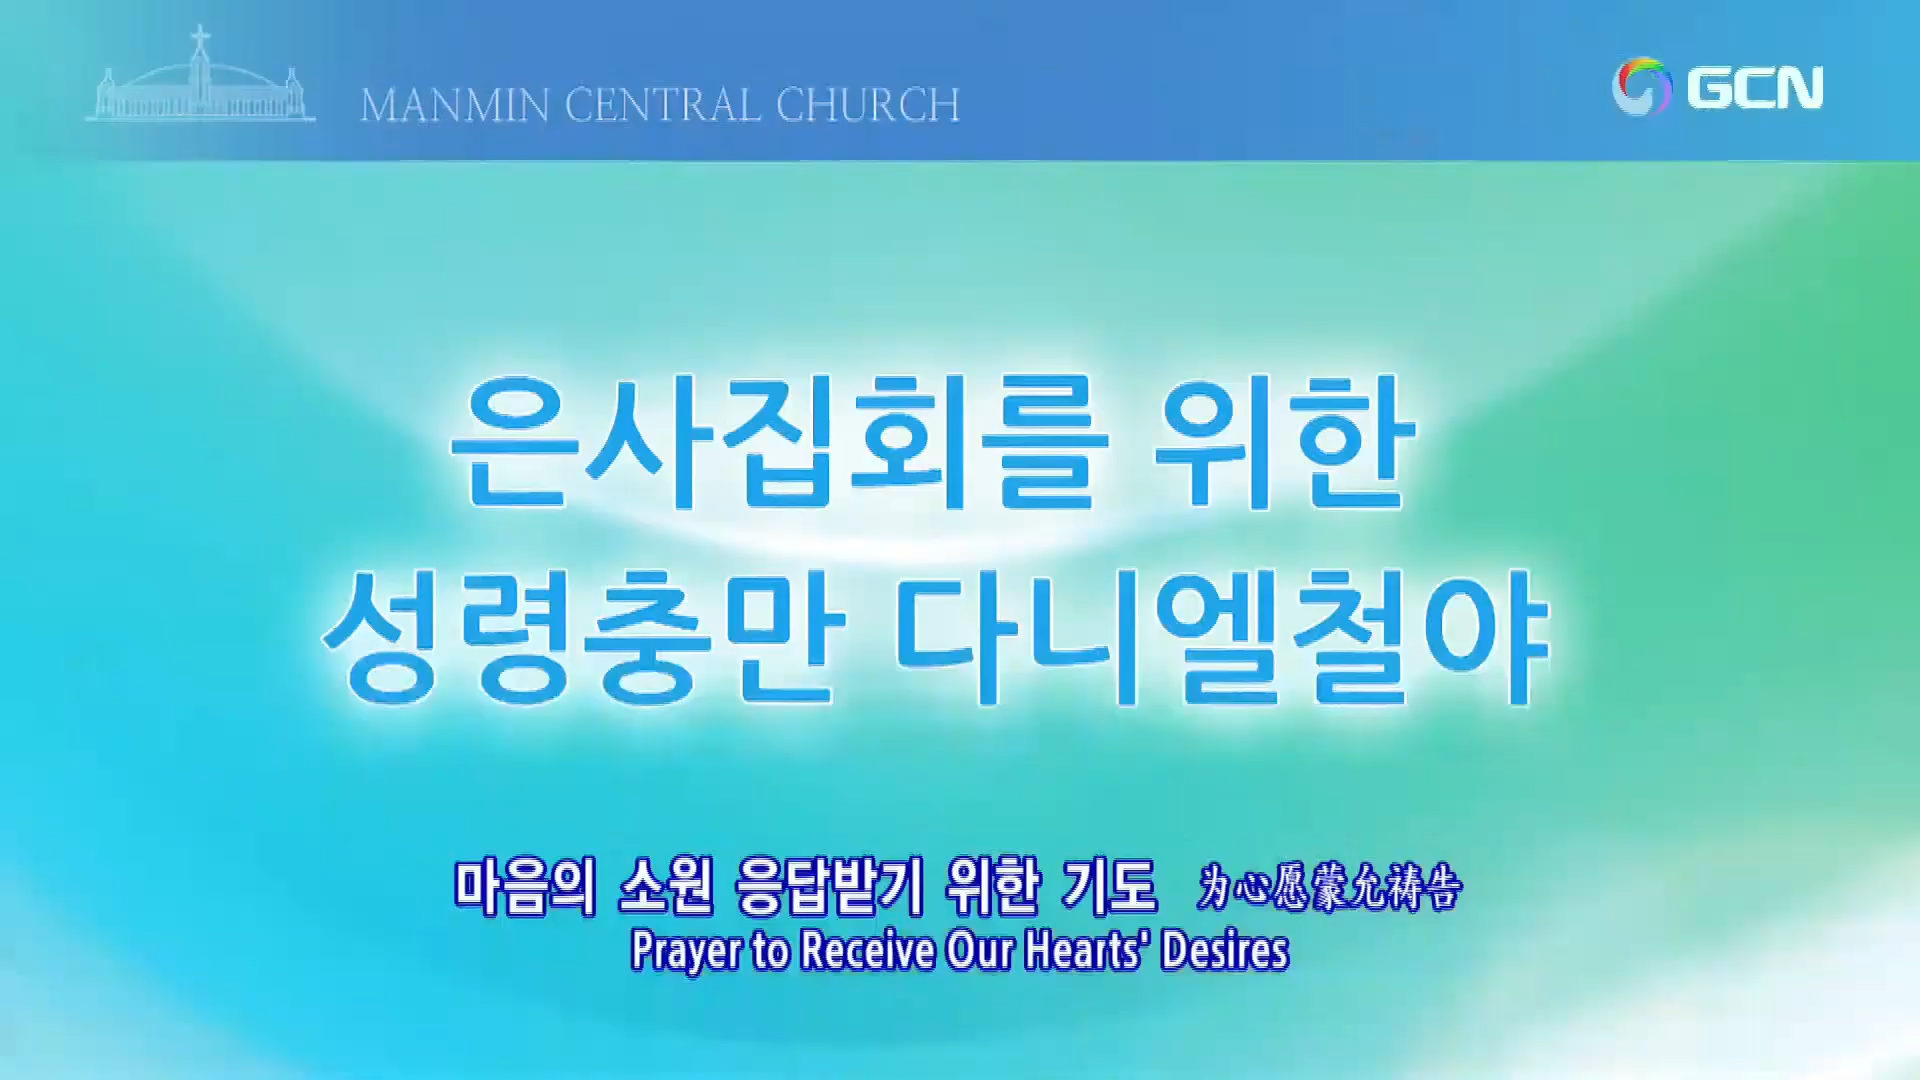 MANMIN CENTRAL CHURCH
GCN
은사집회를 위한
성령충만 다니엘철야
마음의 소원 응답받기 위한 기도 为心愿蒙允祷告
Prayer to Receive Our Hearts' Desires